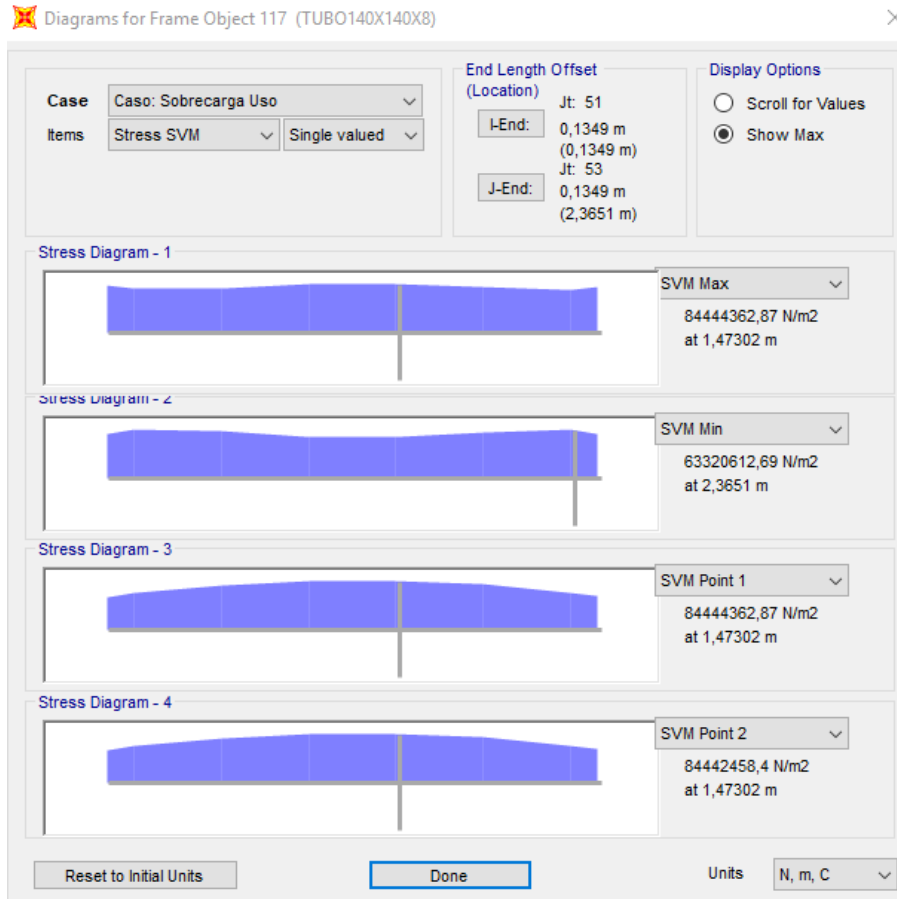 Diagrams for Frame Object 117 (TUBO140X140X8)
Case
Caso: Sobrecarga Uso
Items
Stress SVM
Single valued
End Length Offset
(Location)
Jt: 51
I-End:
0,1349 m
(0,1349 m)
Jt: 53
J-End:
0,1349 m
(2,3651 m)
Display Options
Scroll for Values
Show Max
Stress Diagram - 1
SVM Max
84444362,87 N/m2
at 1,47302 m
Stress Diagram - 2
SVM Min
63320612,69 N/m2
at 2,3651 m
Stress Diagram - 3
SVM Point 1
84444362,87 N/m2
at 1,47302 m
Stress Diagram - 4
SVM Point 2
84442458,4 N/m2
at 1,47302 m
Reset to Initial Units
Done
Units
N, m, C